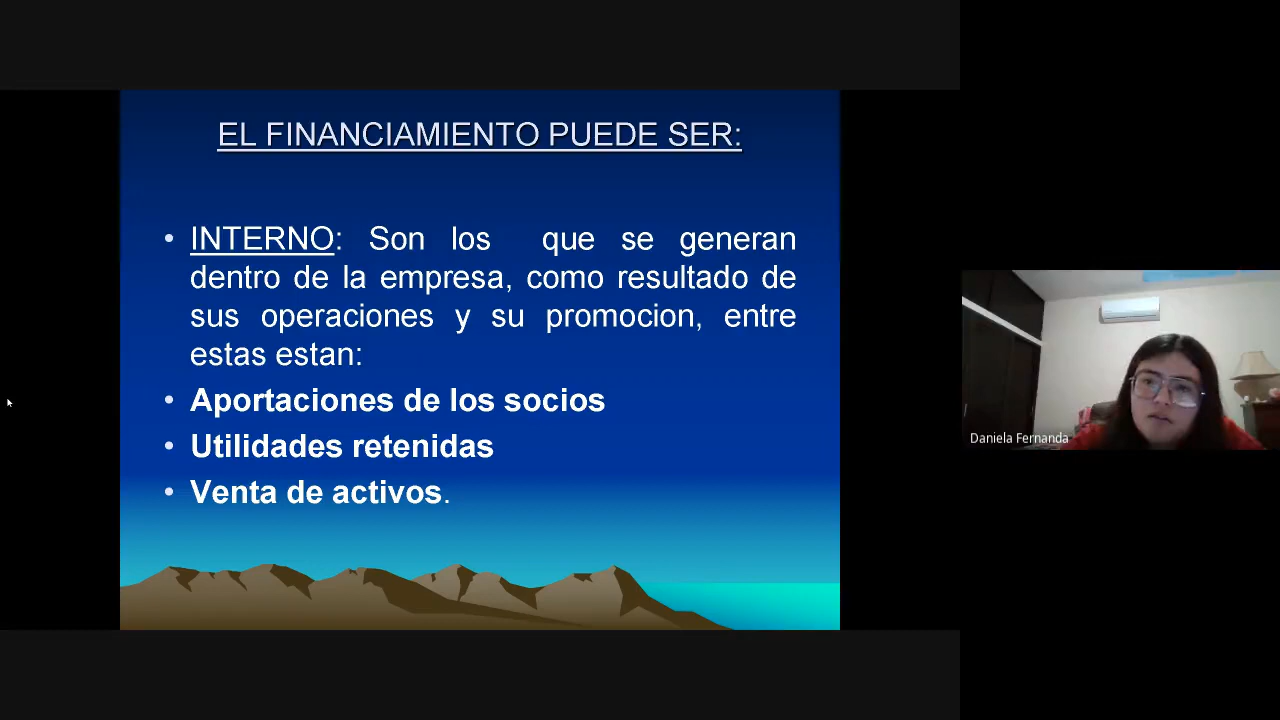 EL FINANCIAMIENTO PUEDE SER:
• INTERNO: Son los que se generan
dentro de la empresa, como resultado de
sus operaciones y su promocion, entre
estas estan:
• Aportaciones de los socios
• Utilidades retenidas
• Venta de activos.
Daniela Fernanda